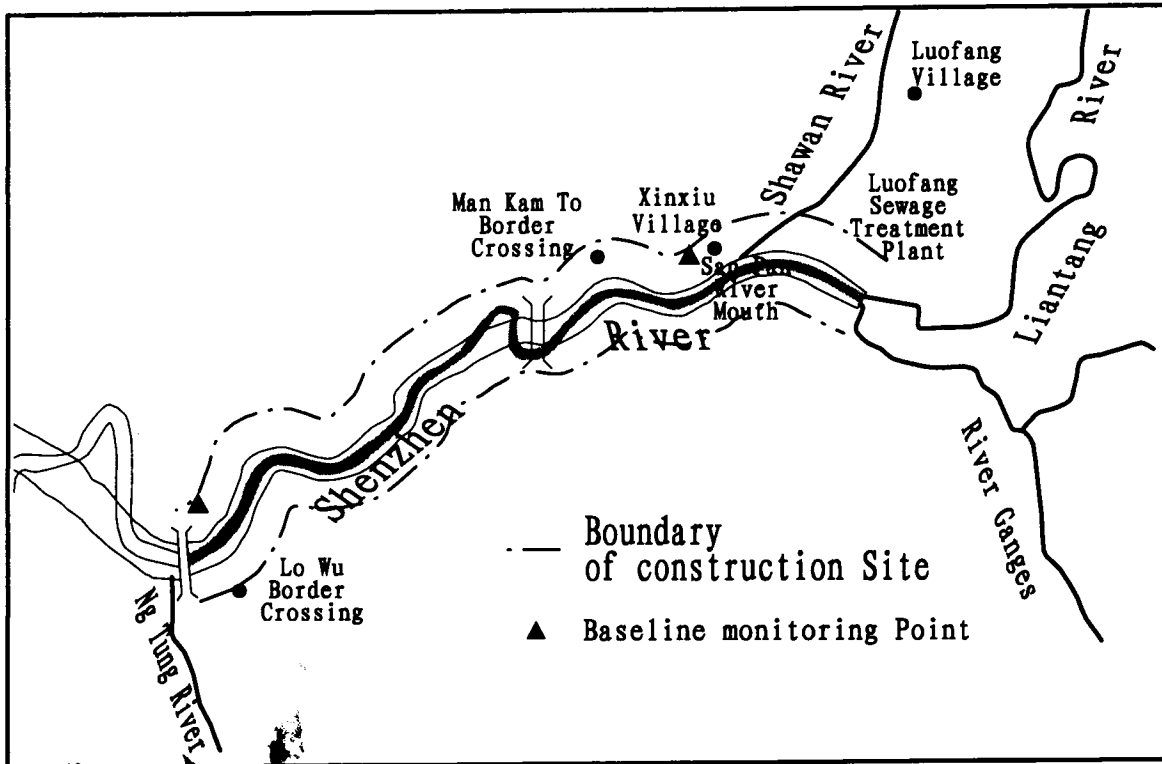 Luofang
Village
Shawan River
River
Liantang
Man Kam To
Border
Crossing
Xinxiu
Village
Luofang
Sewage
Treatment
Plant
River
Mouth
Shenzhen
River
River Ganges
Lo Wu
Border
Crossing
Ng Tung River
Boundary
of construction Site
Baseline monitoring Point